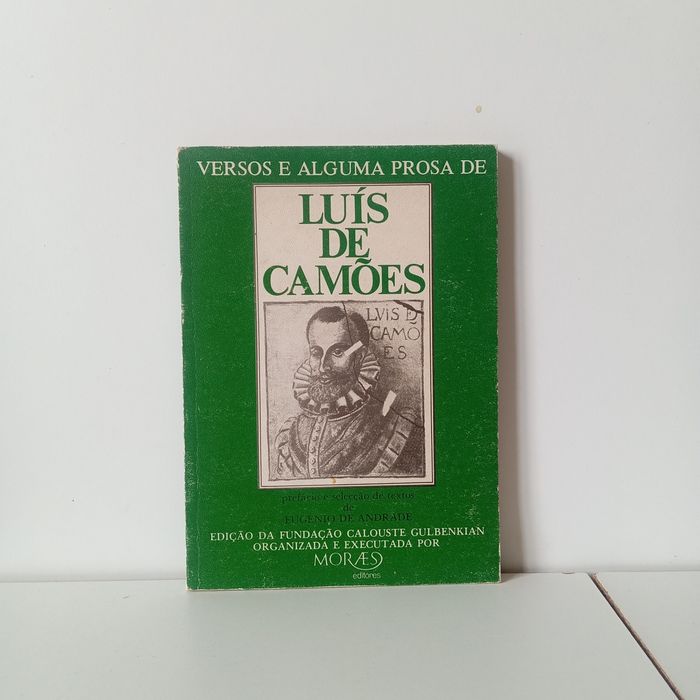 VERSOS E ALGUMA PROSA DE
LUÍS
DE
CAMÕES
LVIS D
CAMÕ
ES
prefácio e selecção de textos
de
EUGÉNIO DE ANDRADE
EDIÇÃO DA FUNDAÇÃO CALOUSTE GULBENKIAN
ORGANIZADA E EXECUTADA POR
MORÆS
editores